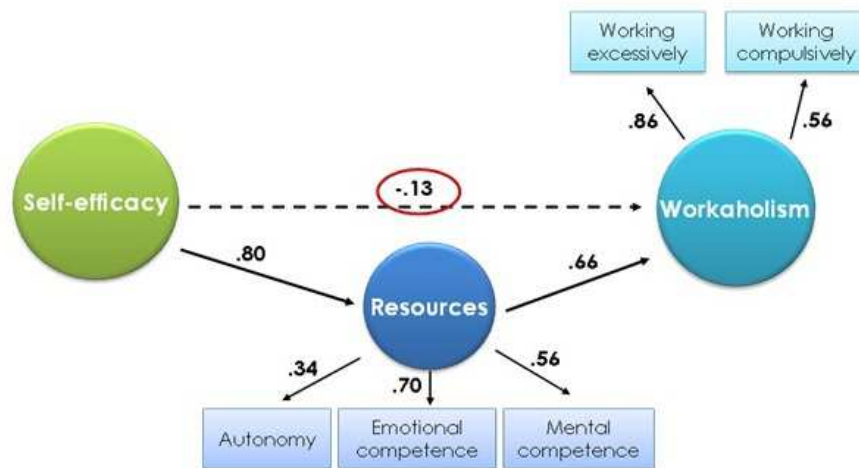 Working
excessively
Working
compulsively
.86
.56
-.13
Self-efficacy
Workaholism
.80
.66
Resources
.34
.70
.56
Autonomy
Emotional
competence
Mental
competence